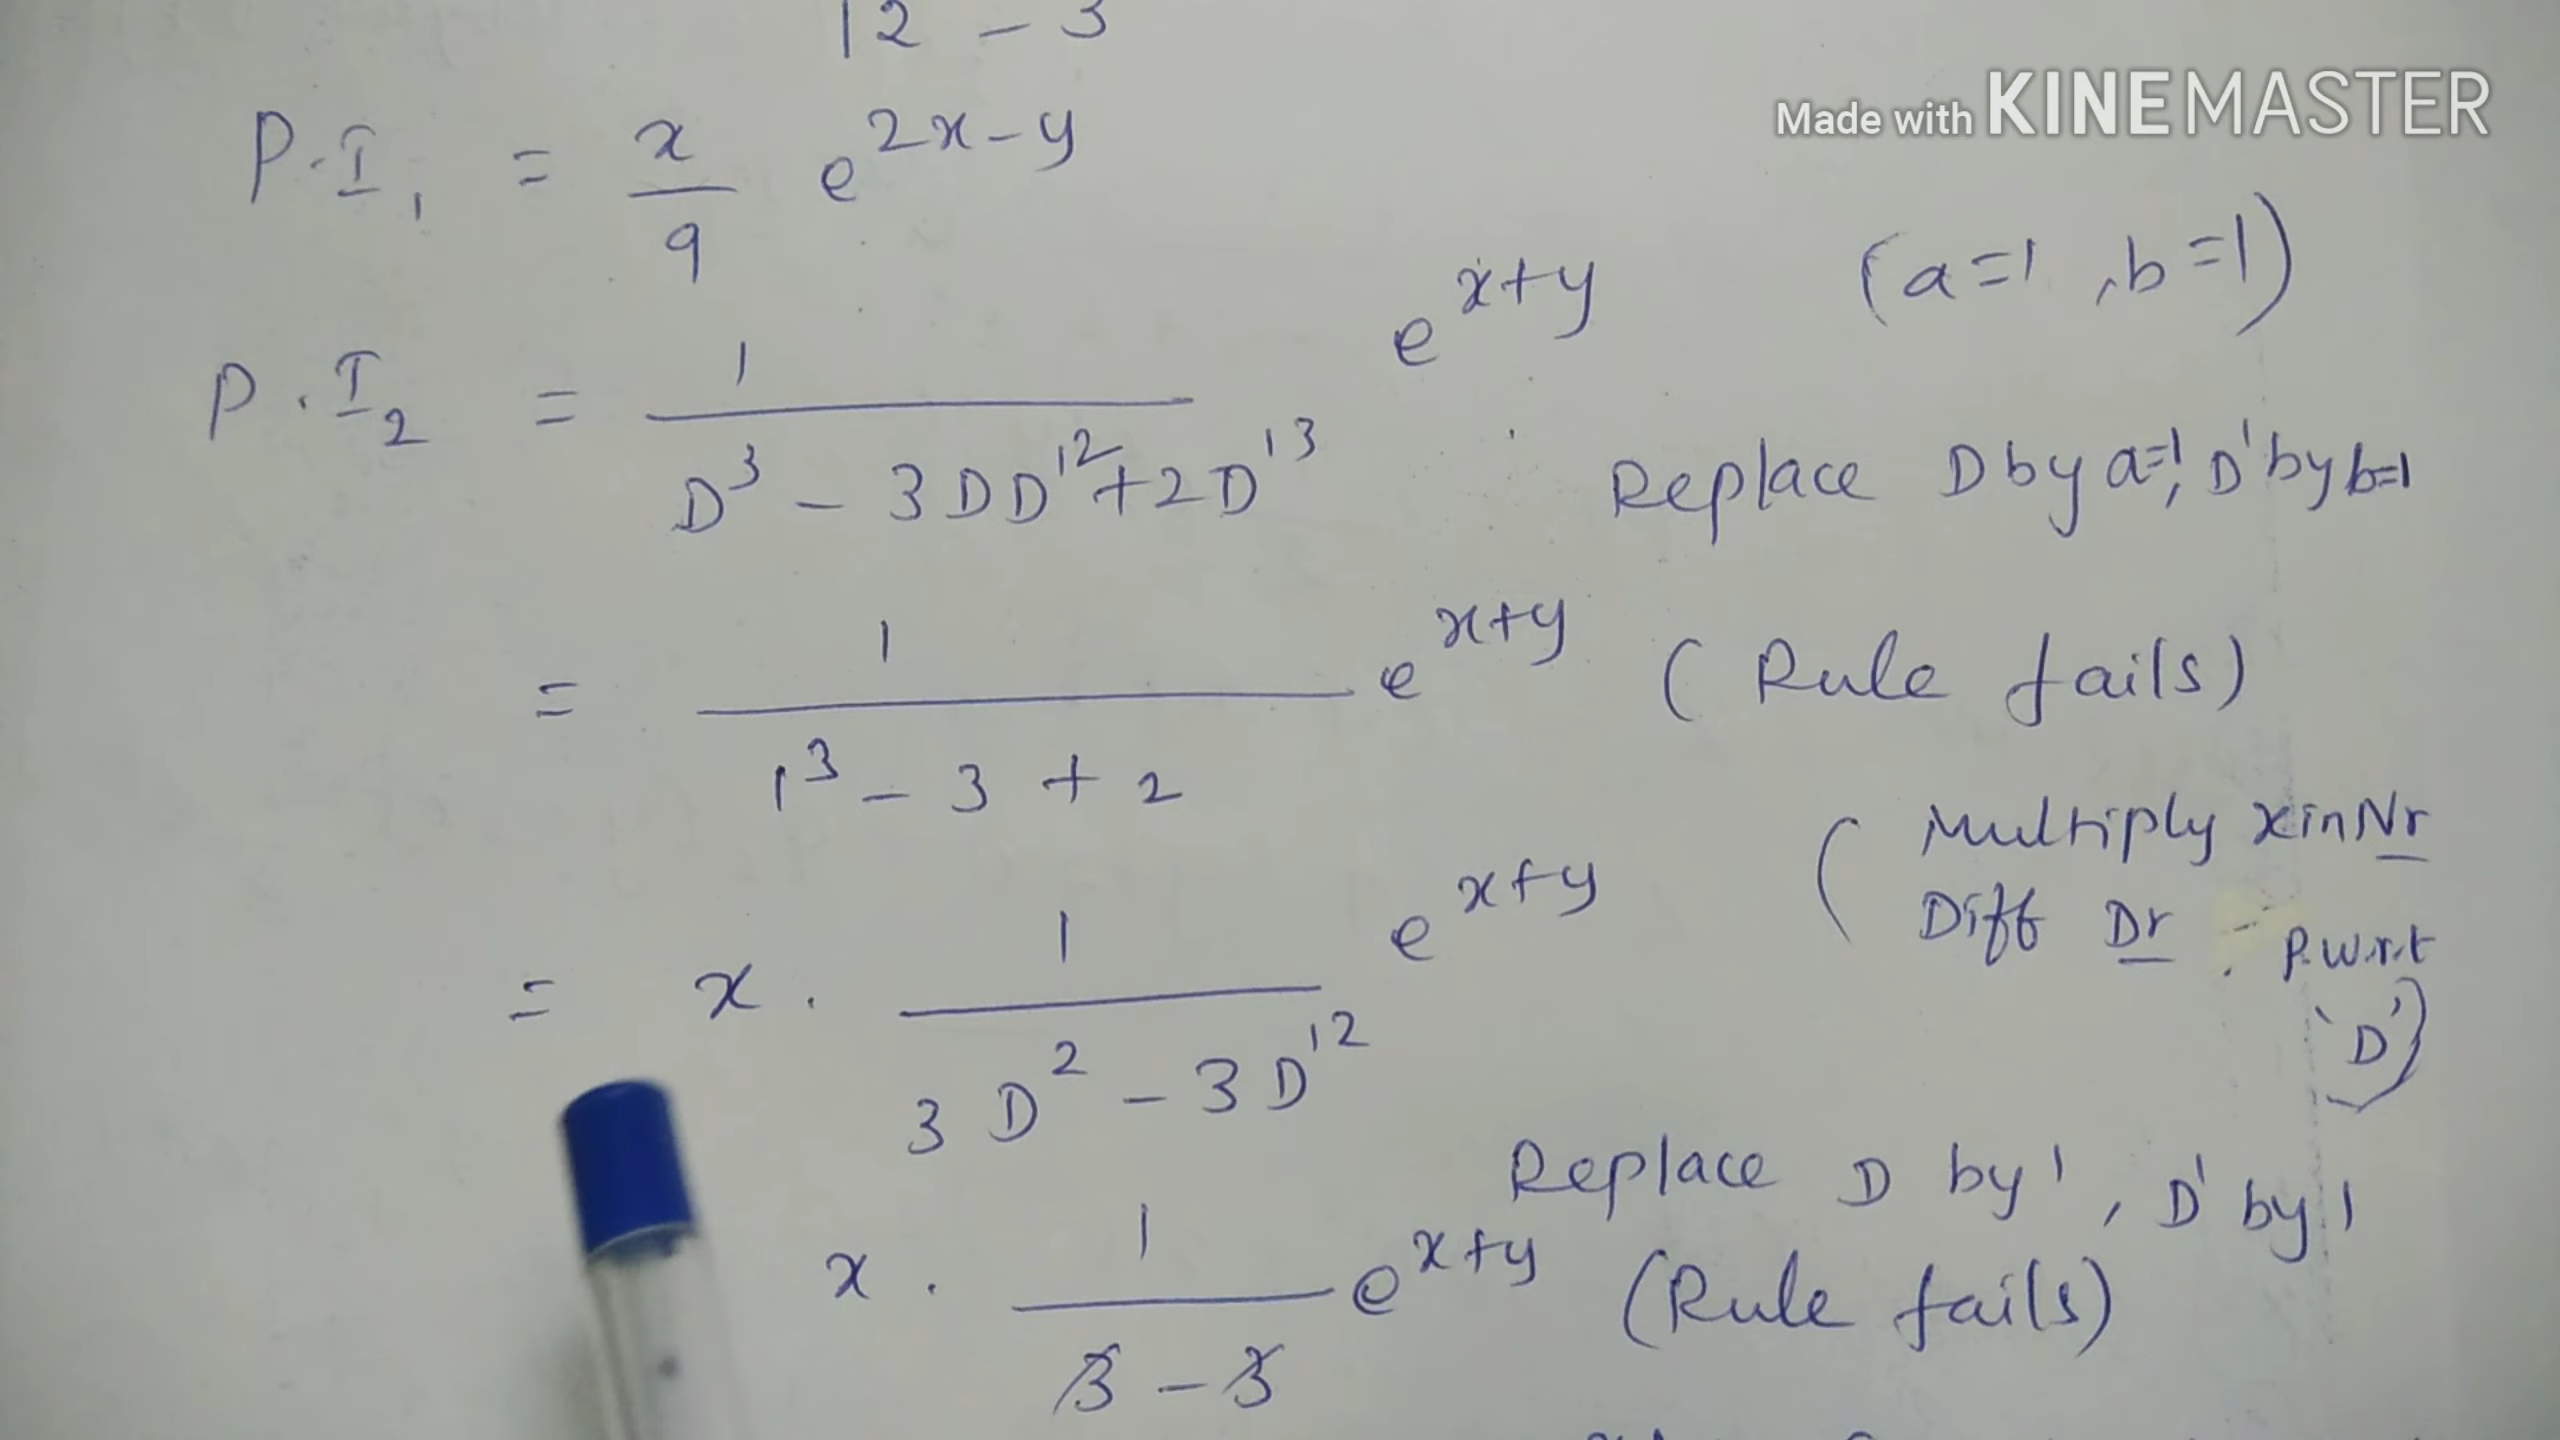 12 - 3
Made with KINEMASTER
P.I₁ = x/9 e^(2x-y)
P.I₂ = 1/(D³ - 3DD'² + 2D'³) e^(x+y) (a=1, b=1)
Replace D by a=1, D' by b=1
= 1/(1³ - 3 + 2) e^(x+y) (Rule fails)
= x . 1/(3D² - 3D'²) e^(x+y) (Multiply x in Nr
Diff Dr p.w.r.t
'D')
Replace D by 1, D' by 1
x . 1/(3 - 3) e^(x+y) (Rule fails)